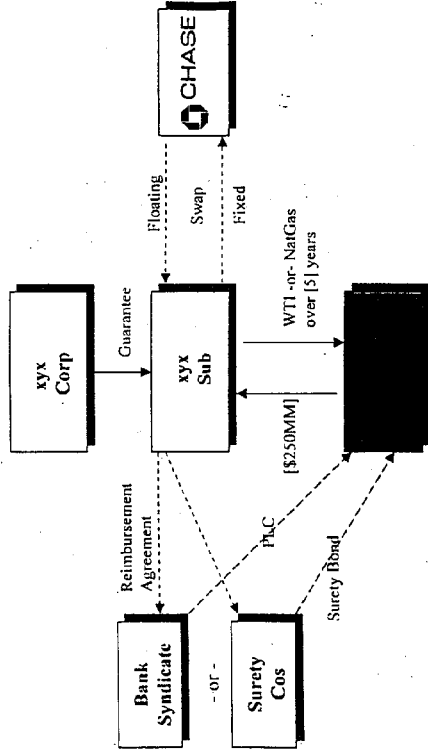 xyx
Corp
Guarantee
Reimbursement
Agreement
Floating
Bank
Syndicate
xyx
Sub
Swap
CHASE
Fixed
- or -
Surety
Cos
PLC
[$250MM]
WTI -or- NatGas
over [5] years
Surety Bond